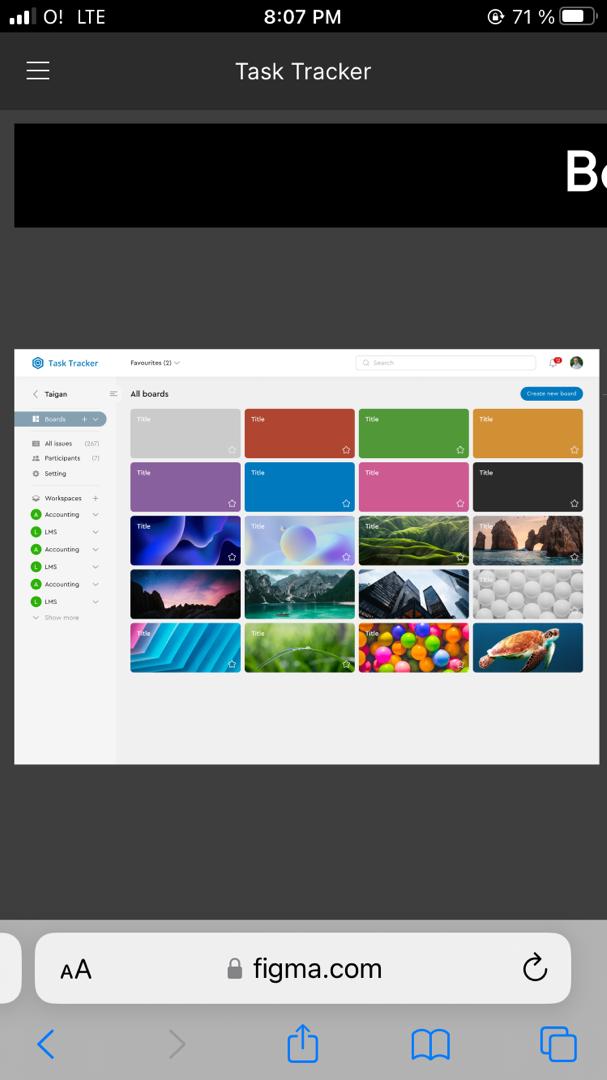 O! LTE 8:07 PM 71 %
Task Tracker
Bo
Task Tracker Favourites (2) Search
Taigan All boards Create new board
Boards
All issues (267)
Participants (7)
Setting
Workspaces
A Accounting
L LMS
A Accounting
L LMS
A Accounting
L LMS
Show more
Title Title Title Title
Title Title Title Title
Title Title Title Title
Title
Title Title Title
AA figma.com